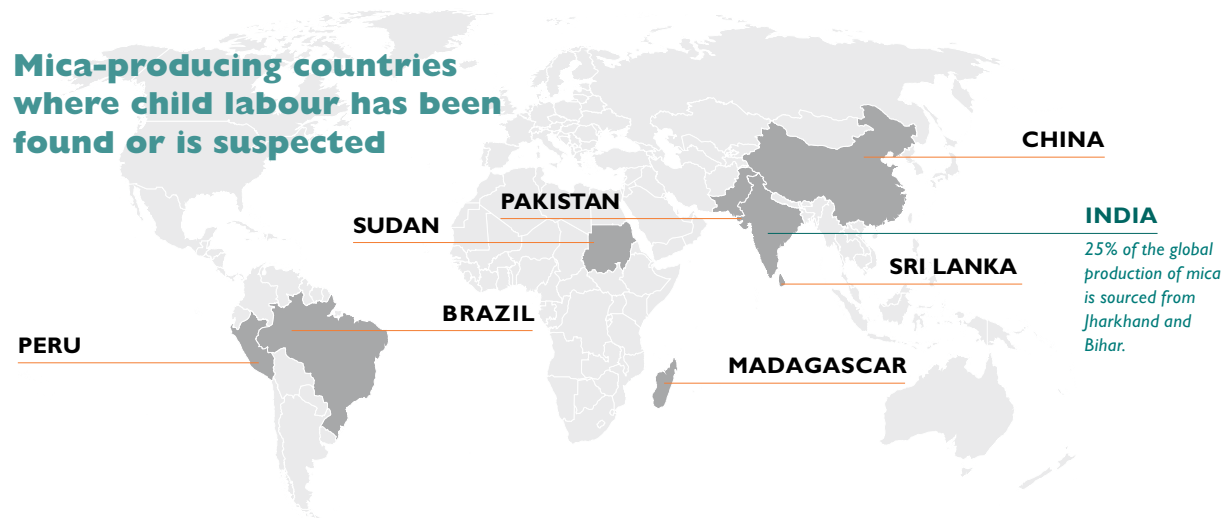 Mica-producing countries
where child labour has been
found or is suspected
CHINA
PAKISTAN
INDIA
SUDAN
25% of the global
production of mica
is sourced from
Jharkhand and
Bihar.
SRI LANKA
BRAZIL
PERU
MADAGASCAR